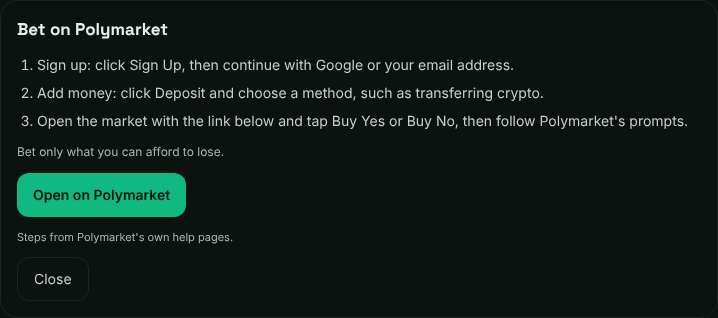 Bet on Polymarket
1. Sign up: click Sign Up, then continue with Google or your email address.
2. Add money: click Deposit and choose a method, such as transferring crypto.
3. Open the market with the link below and tap Buy Yes or Buy No, then follow Polymarket's prompts.
Bet only what you can afford to lose.
Open on Polymarket
Steps from Polymarket's own help pages.
Close